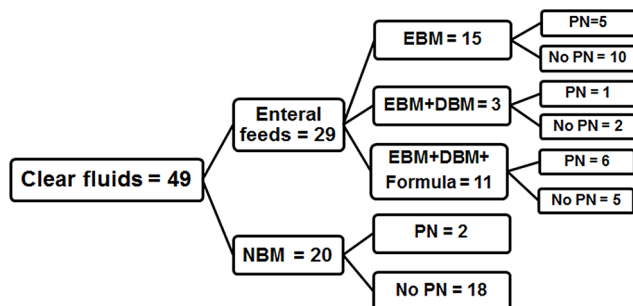 Clear fluids = 49
Enteral
feeds = 29
NBM = 20
EBM = 15
EBM+DBM = 3
EBM+DBM+
Formula = 11
PN = 2
No PN = 18
PN=5
No PN = 10
PN = 1
No PN = 2
PN = 6
No PN = 5